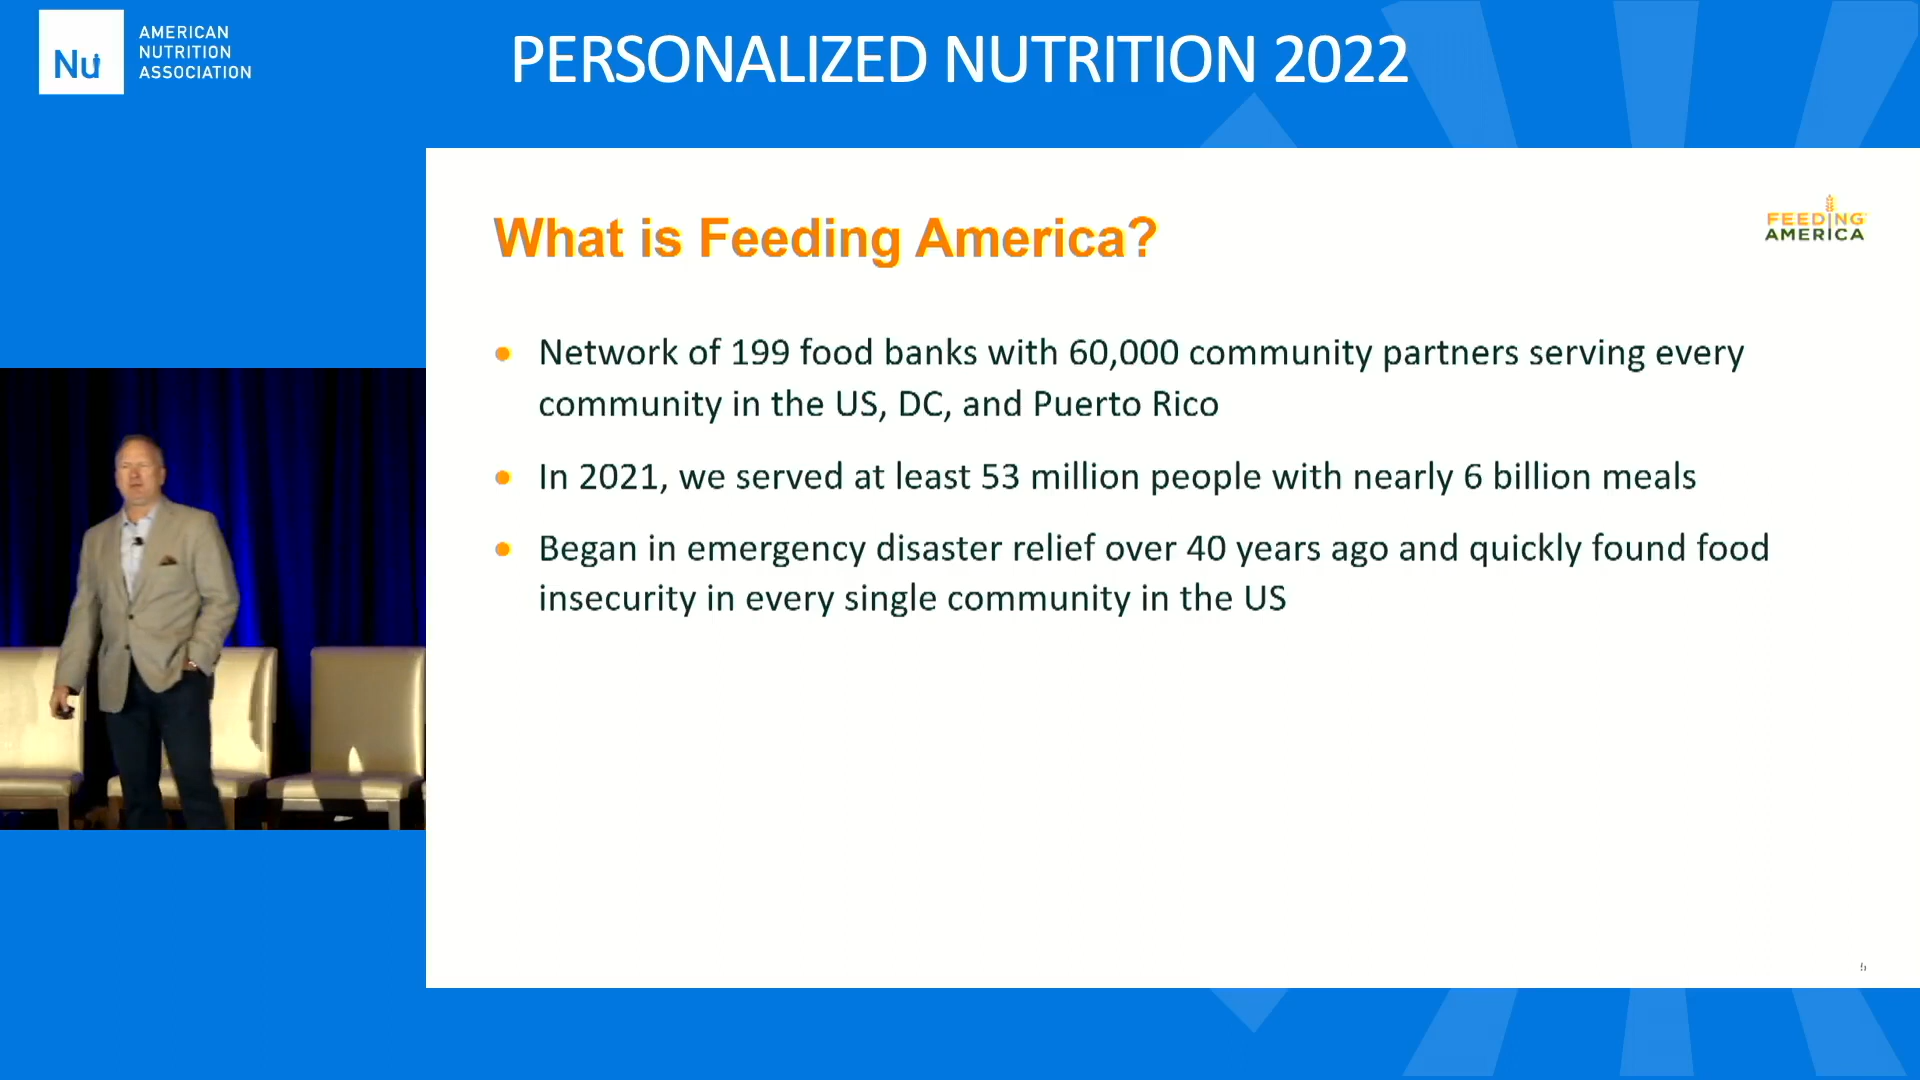 Nu
AMERICAN
NUTRITION
ASSOCIATION
PERSONALIZED NUTRITION 2022
What is Feeding America?
FEEDING
AMERICA
Network of 199 food banks with 60,000 community partners serving every
community in the US, DC, and Puerto Rico
In 2021, we served at least 53 million people with nearly 6 billion meals
Began in emergency disaster relief over 40 years ago and quickly found food
insecurity in every single community in the US